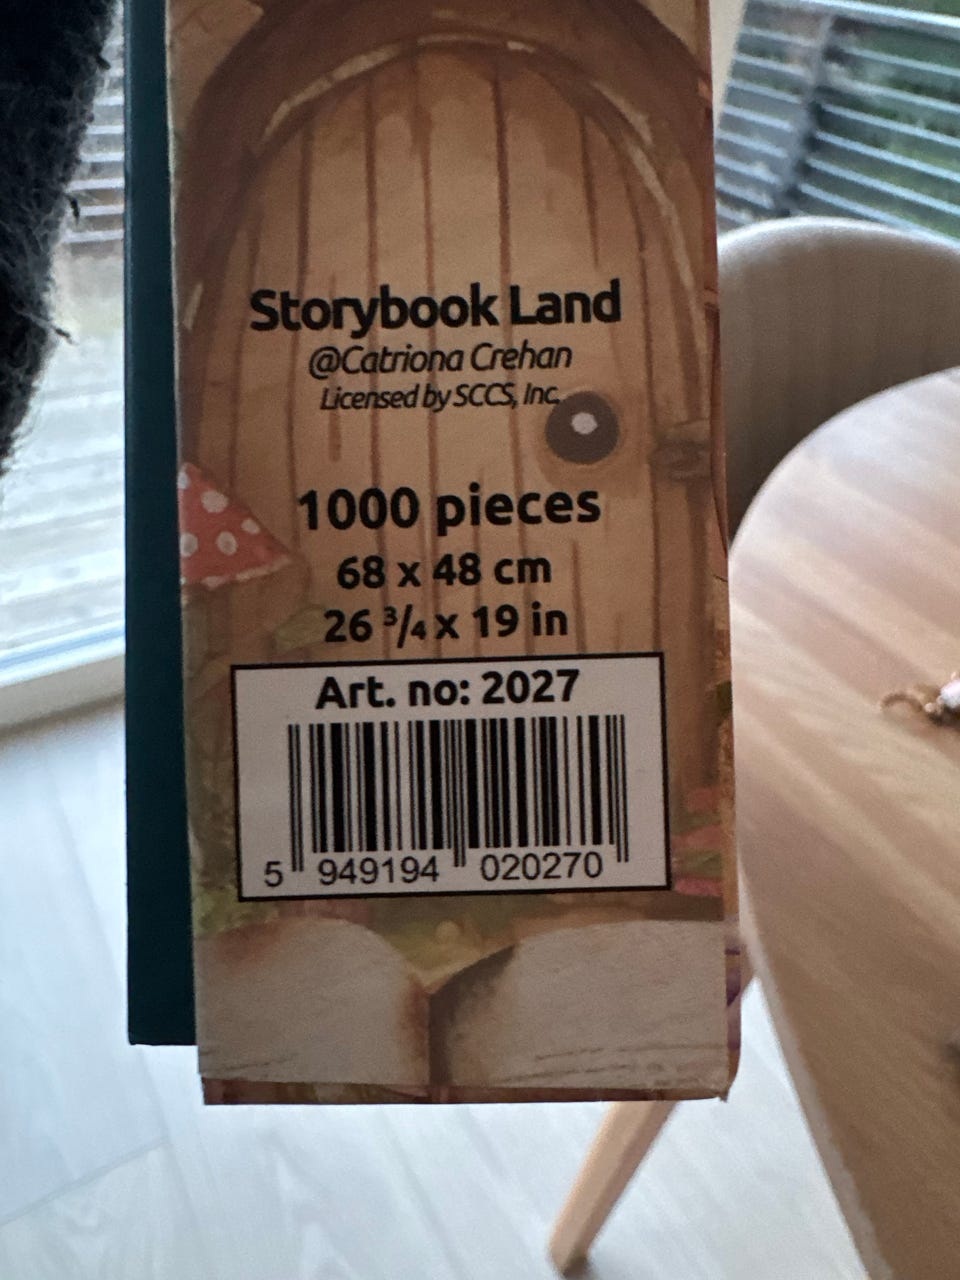 Storybook Land
@Catriona Crehan
Licensed by SCCS, Inc.
1000 pieces
68 x 48 cm
26 3/4 x 19 in
Art. no: 2027
5 949194 020270